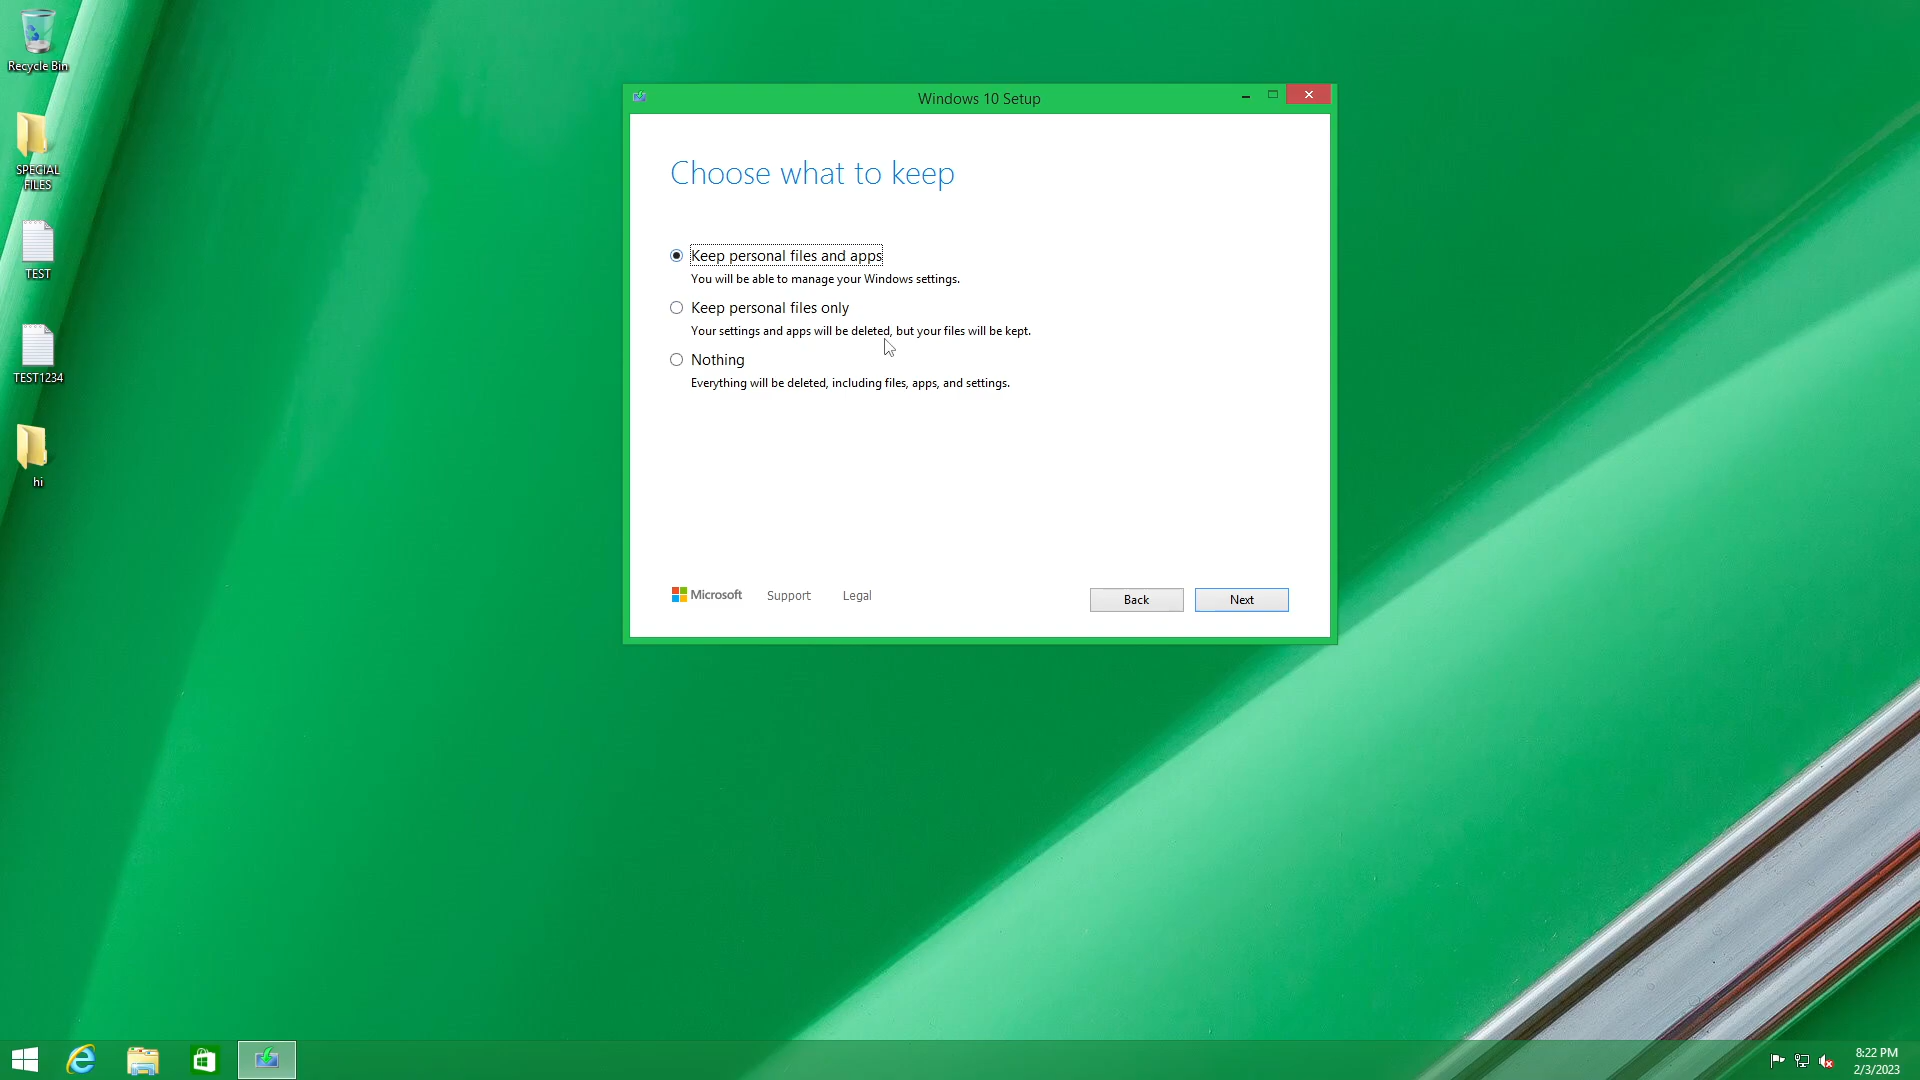 Recycle Bin
SPECIAL
FILES
TEST
TEST1234
hi
Windows 10 Setup
Choose what to keep
Keep personal files and apps
You will be able to manage your Windows settings.
Keep personal files only
Your settings and apps will be deleted, but your files will be kept.
Nothing
Everything will be deleted, including files, apps, and settings.
Microsoft
Support
Legal
Back
Next
8:22 PM
2/3/2023